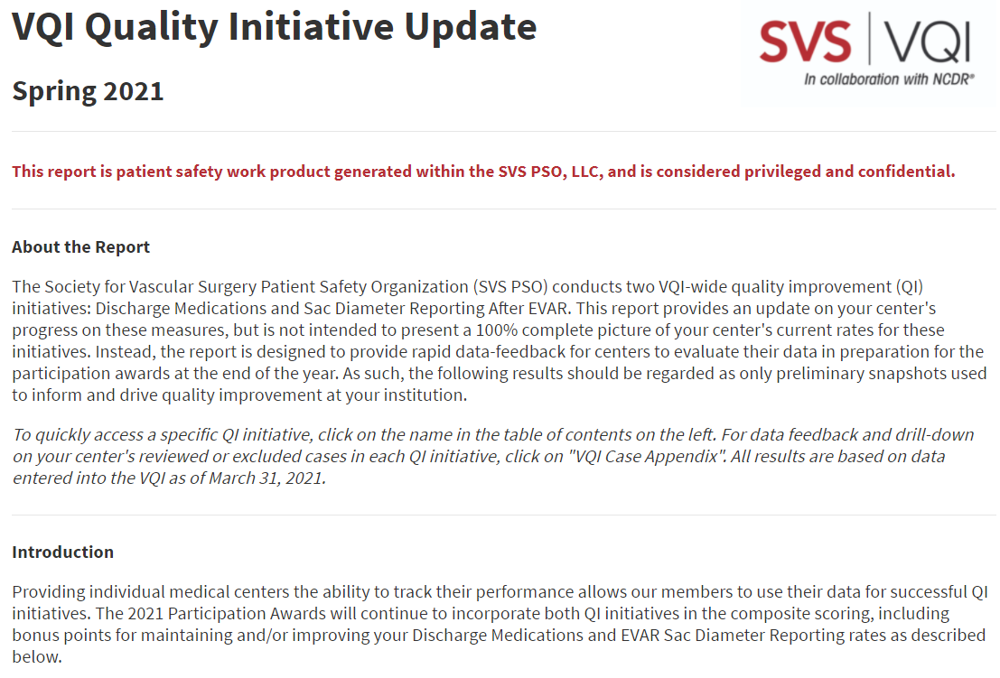 VQI Quality Initiative Update
SVS | VQI
In collaboration with NCDR®
Spring 2021
This report is patient safety work product generated within the SVS PSO, LLC, and is considered privileged and confidential.
About the Report
The Society for Vascular Surgery Patient Safety Organization (SVS PSO) conducts two VQI-wide quality improvement (QI)
initiatives: Discharge Medications and Sac Diameter Reporting After EVAR. This report provides an update on your center's
progress on these measures, but is not intended to present a 100% complete picture of your center's current rates for these
initiatives. Instead, the report is designed to provide rapid data-feedback for centers to evaluate their data in preparation for the
participation awards at the end of the year. As such, the following results should be regarded as only preliminary snapshots used
to inform and drive quality improvement at your institution.
To quickly access a specific QI initiative, click on the name in the table of contents on the left. For data feedback and drill-down
on your center's reviewed or excluded cases in each QI initiative, click on "VQI Case Appendix". All results are based on data
entered into the VQI as of March 31, 2021.
Introduction
Providing individual medical centers the ability to track their performance allows our members to use their data for successful QI
initiatives. The 2021 Participation Awards will continue to incorporate both QI initiatives in the composite scoring, including
bonus points for maintaining and/or improving your Discharge Medications and EVAR Sac Diameter Reporting rates as described
below.